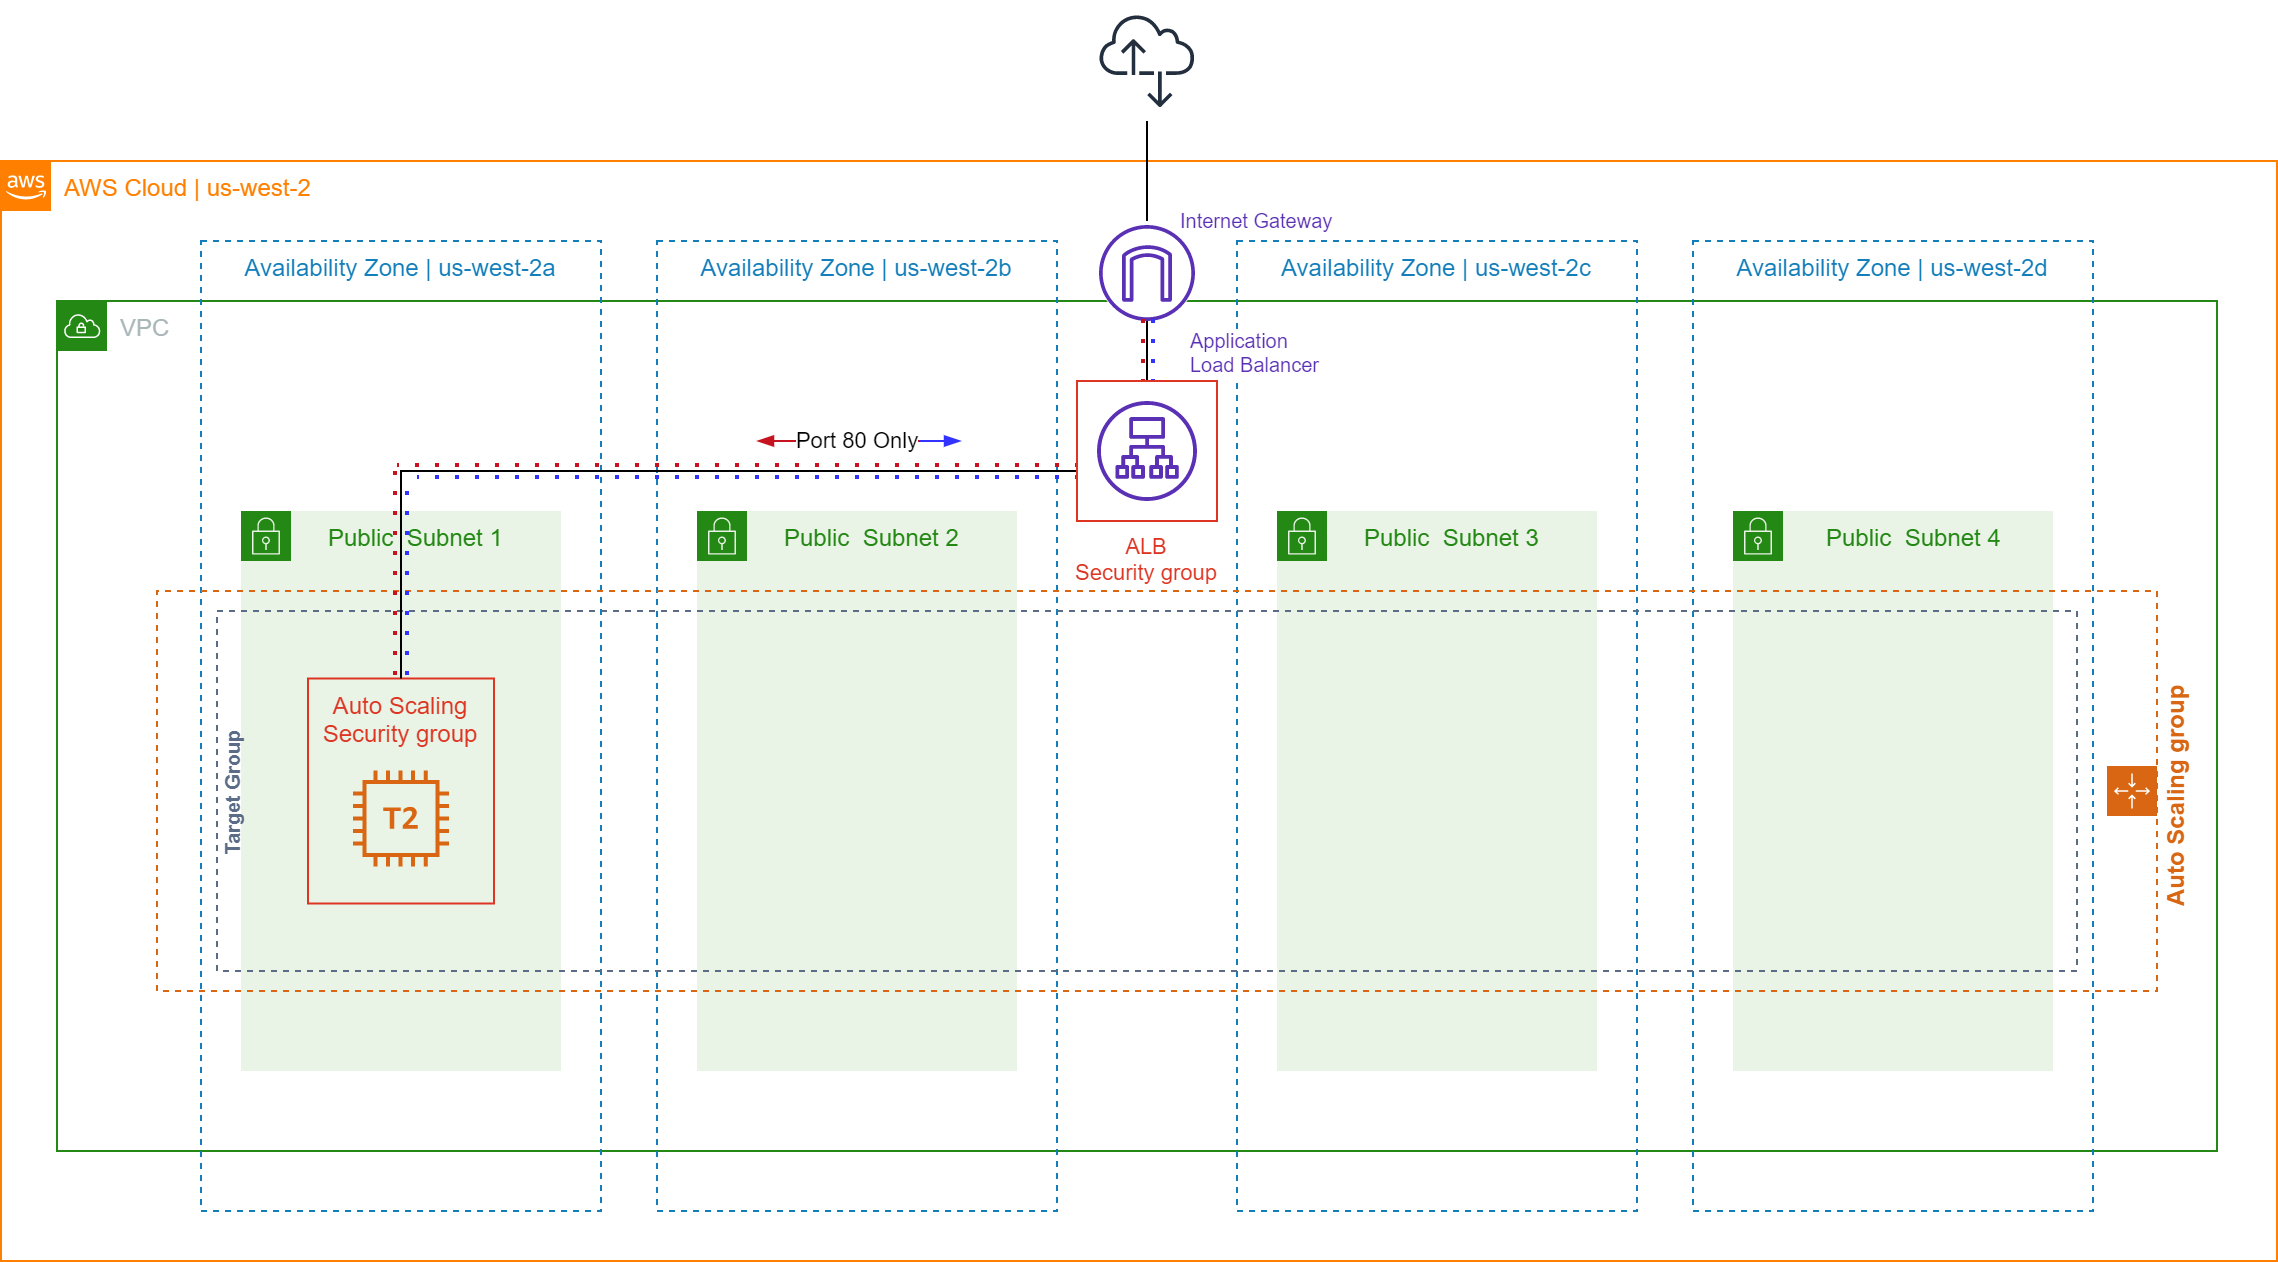 aws
AWS Cloud | us-west-2
Internet Gateway
Availability Zone | us-west-2a
Availability Zone | us-west-2b
Availability Zone | us-west-2c
Availability Zone | us-west-2d
VPC
Application
Load Balancer
Port 80 Only
Public  Subnet 1
Public  Subnet 2
ALB
Security group
Public  Subnet 3
Public  Subnet 4
Auto Scaling
Security group
T2
Target Group
Auto Scaling group